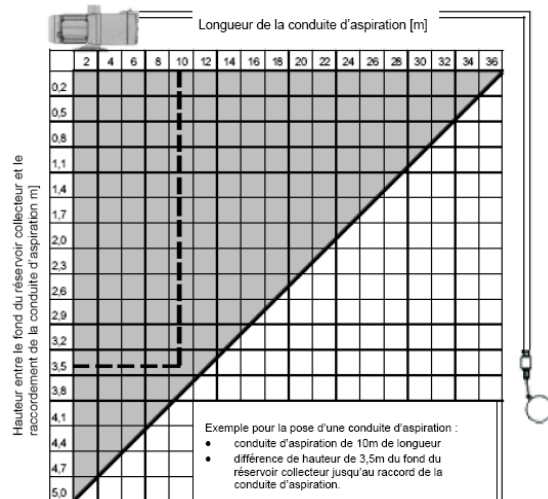 Longueur de la conduite d'aspiration [m]
2 4 6 8 10 12 14 16 18 20 22 24 26 28 30 32 34 36
Hauteur entre le fond du réservoir collecteur et le
raccordement de la conduite d'aspiration m]
0,2
0,5
0,8
1,1
1,4
1,7
2,0
2,3
2,6
2,9
3,2
3,5
3,8
4,1
4,4
4,7
5,0
Exemple pour la pose d'une conduite d'aspiration :
• conduite d'aspiration de 10m de longueur
• différence de hauteur de 3,5m du fond du
réservoir collecteur jusqu'au raccord de la
conduite d'aspiration.